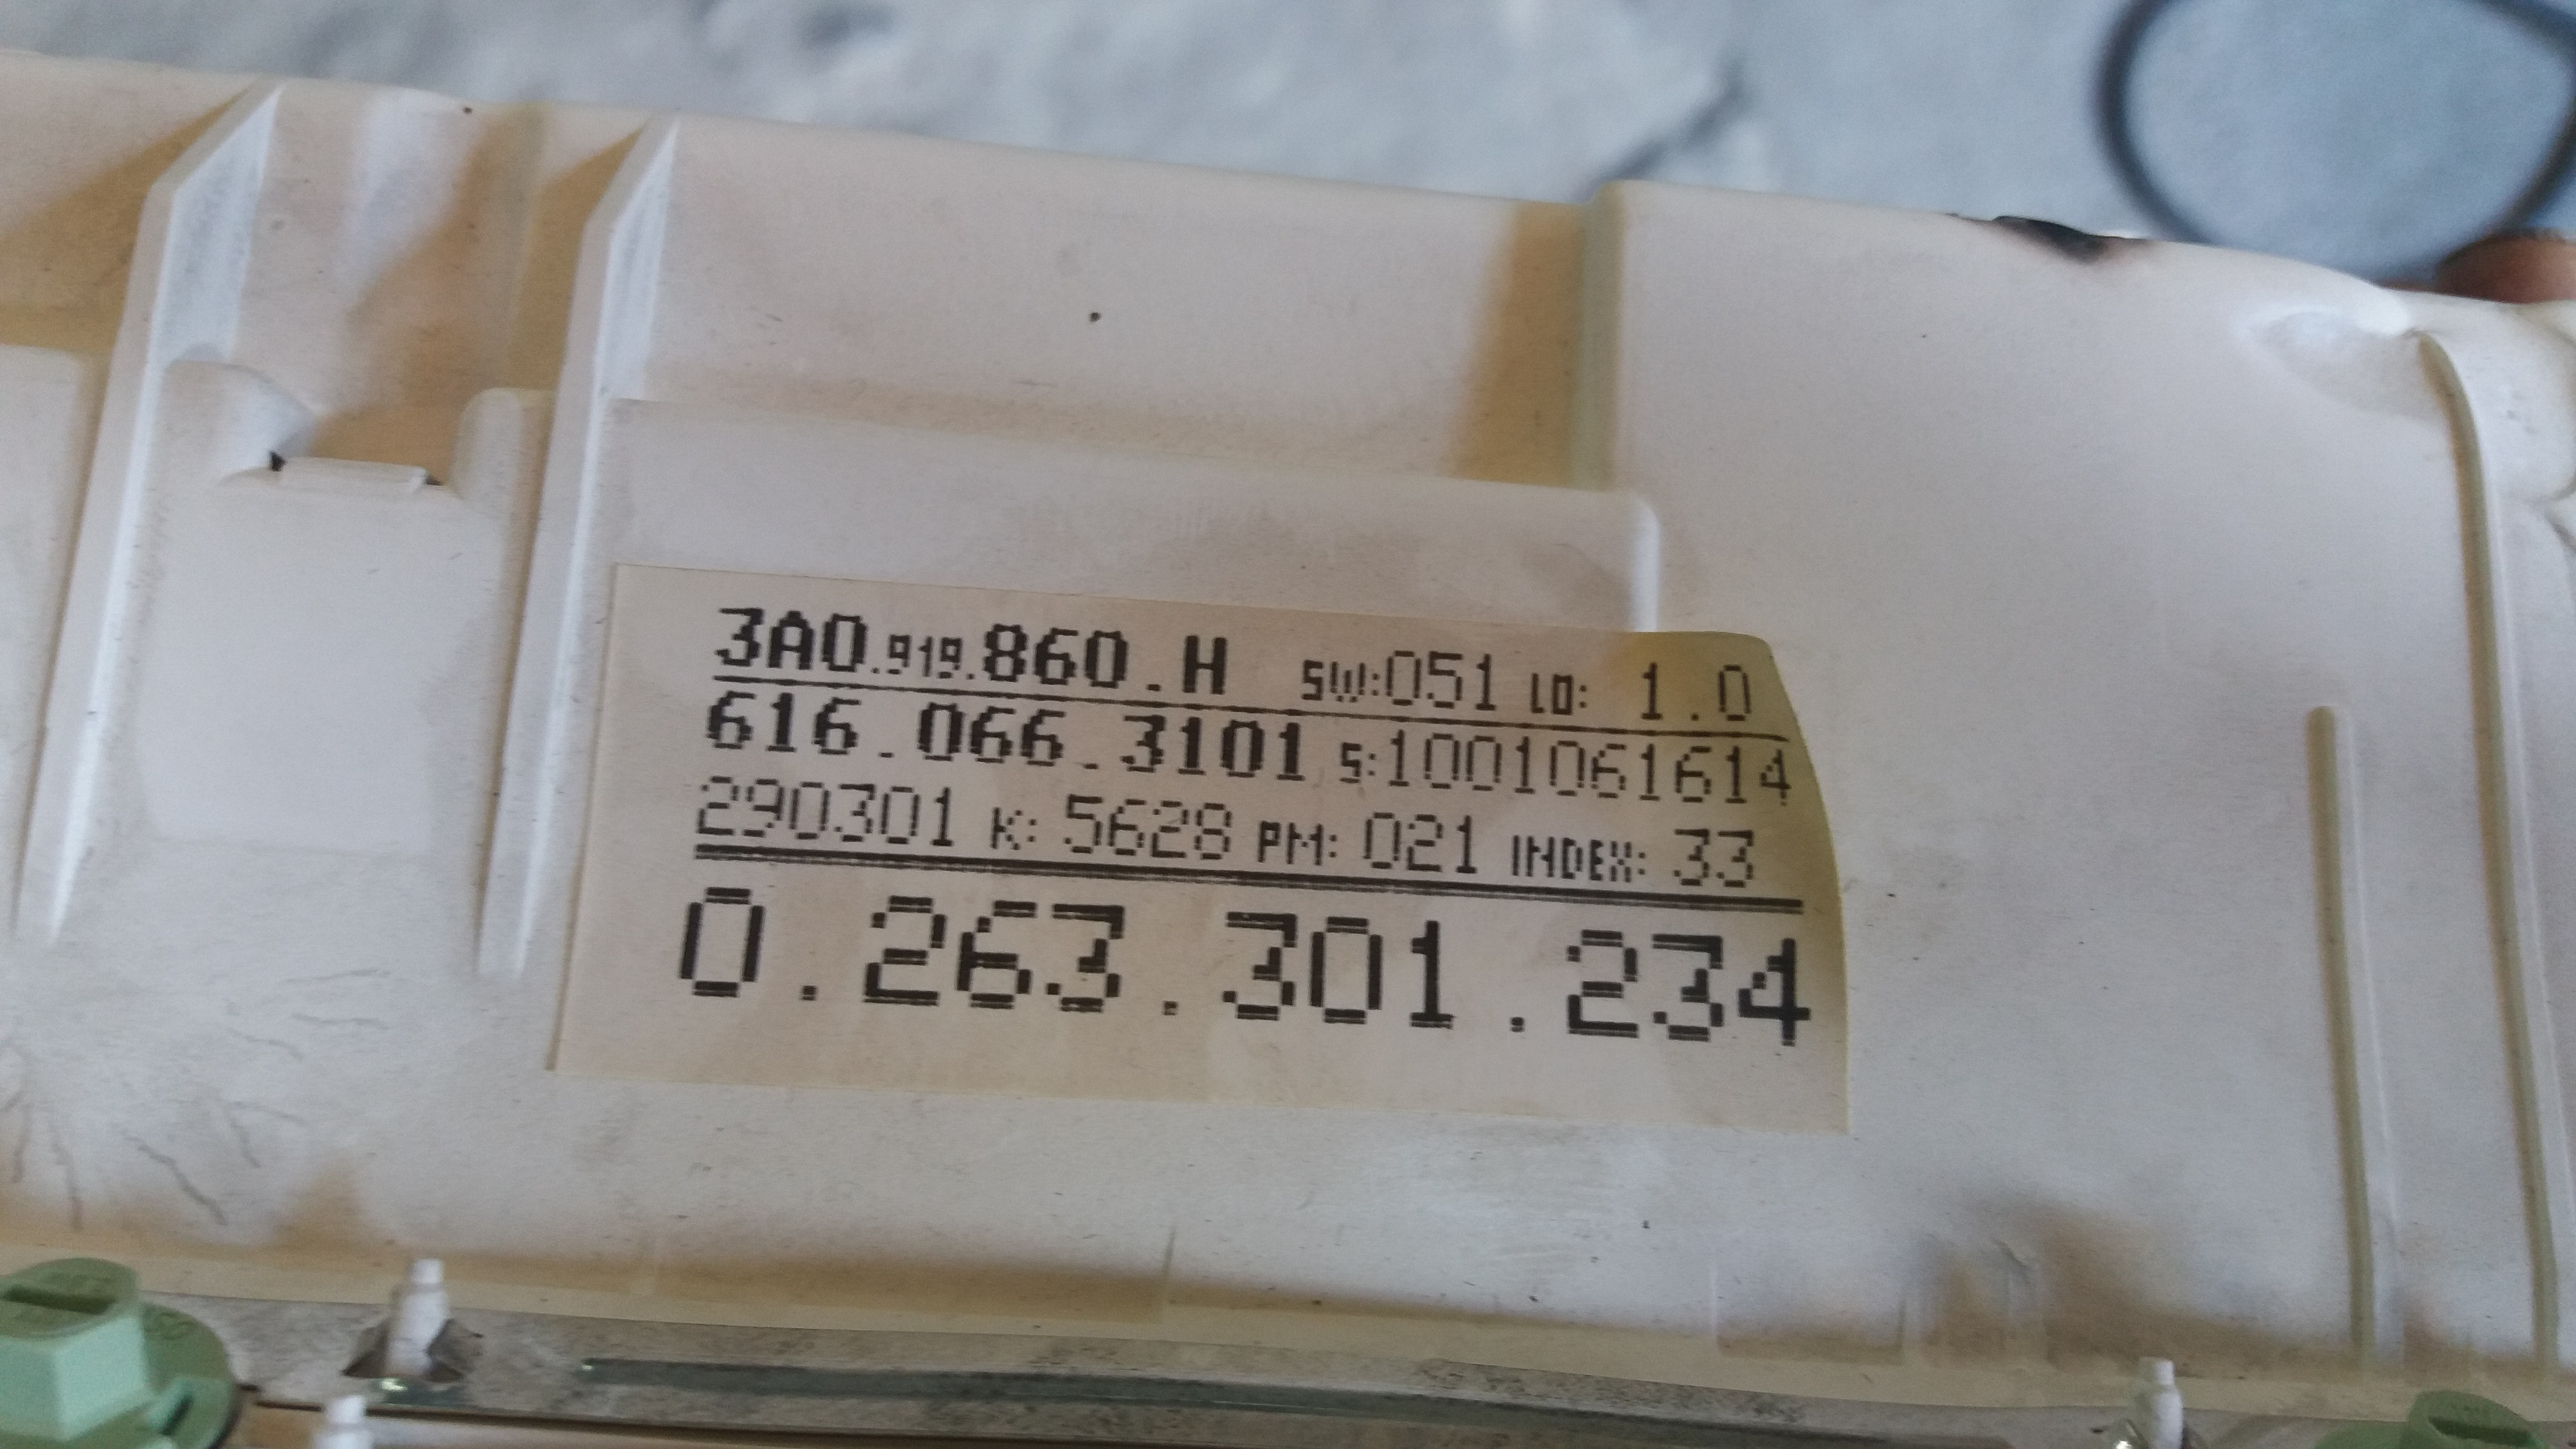 3A0.919.860.H SW:051 LO: 1.0
616.066.3101 S:1001061614
290301 K: 5628 PM: 021 INDEX: 33
0.263.301.234